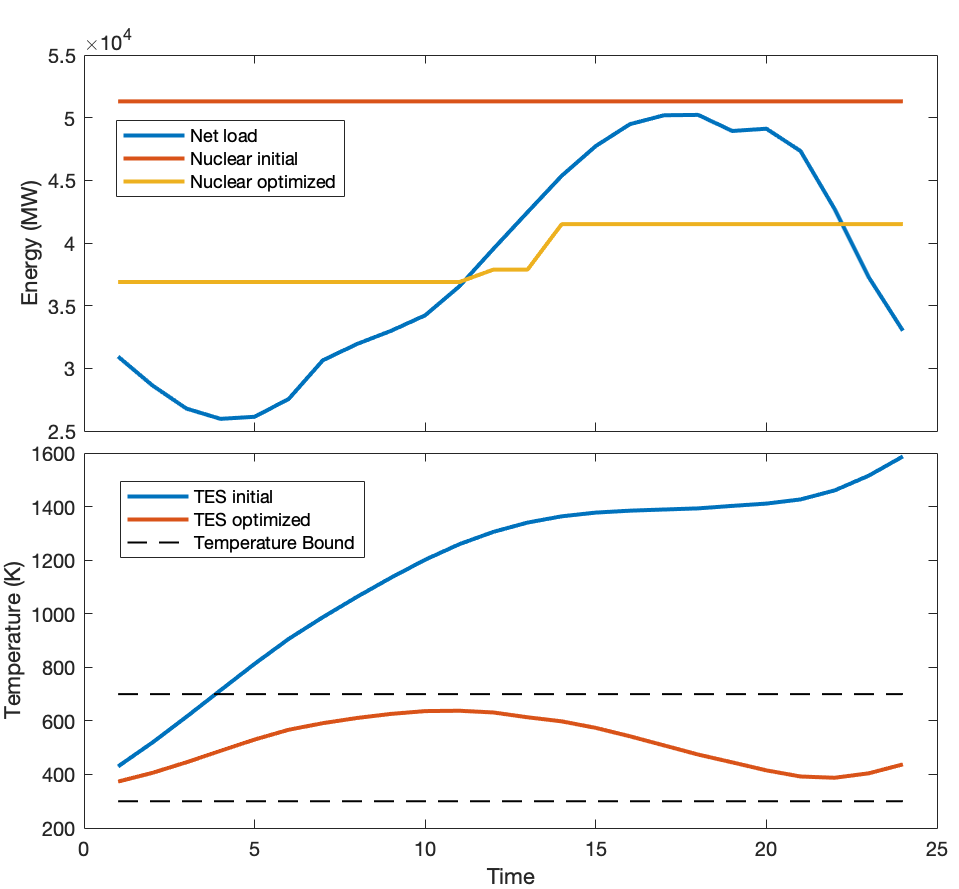 ×10⁴
5.5
5
4.5
4
3.5
3
2.5
Energy (MW)
Net load
Nuclear initial
Nuclear optimized
1600
1400
1200
1000
800
600
400
200
Temperature (K)
TES initial
TES optimized
Temperature Bound
0 5 10 15 20 25
Time